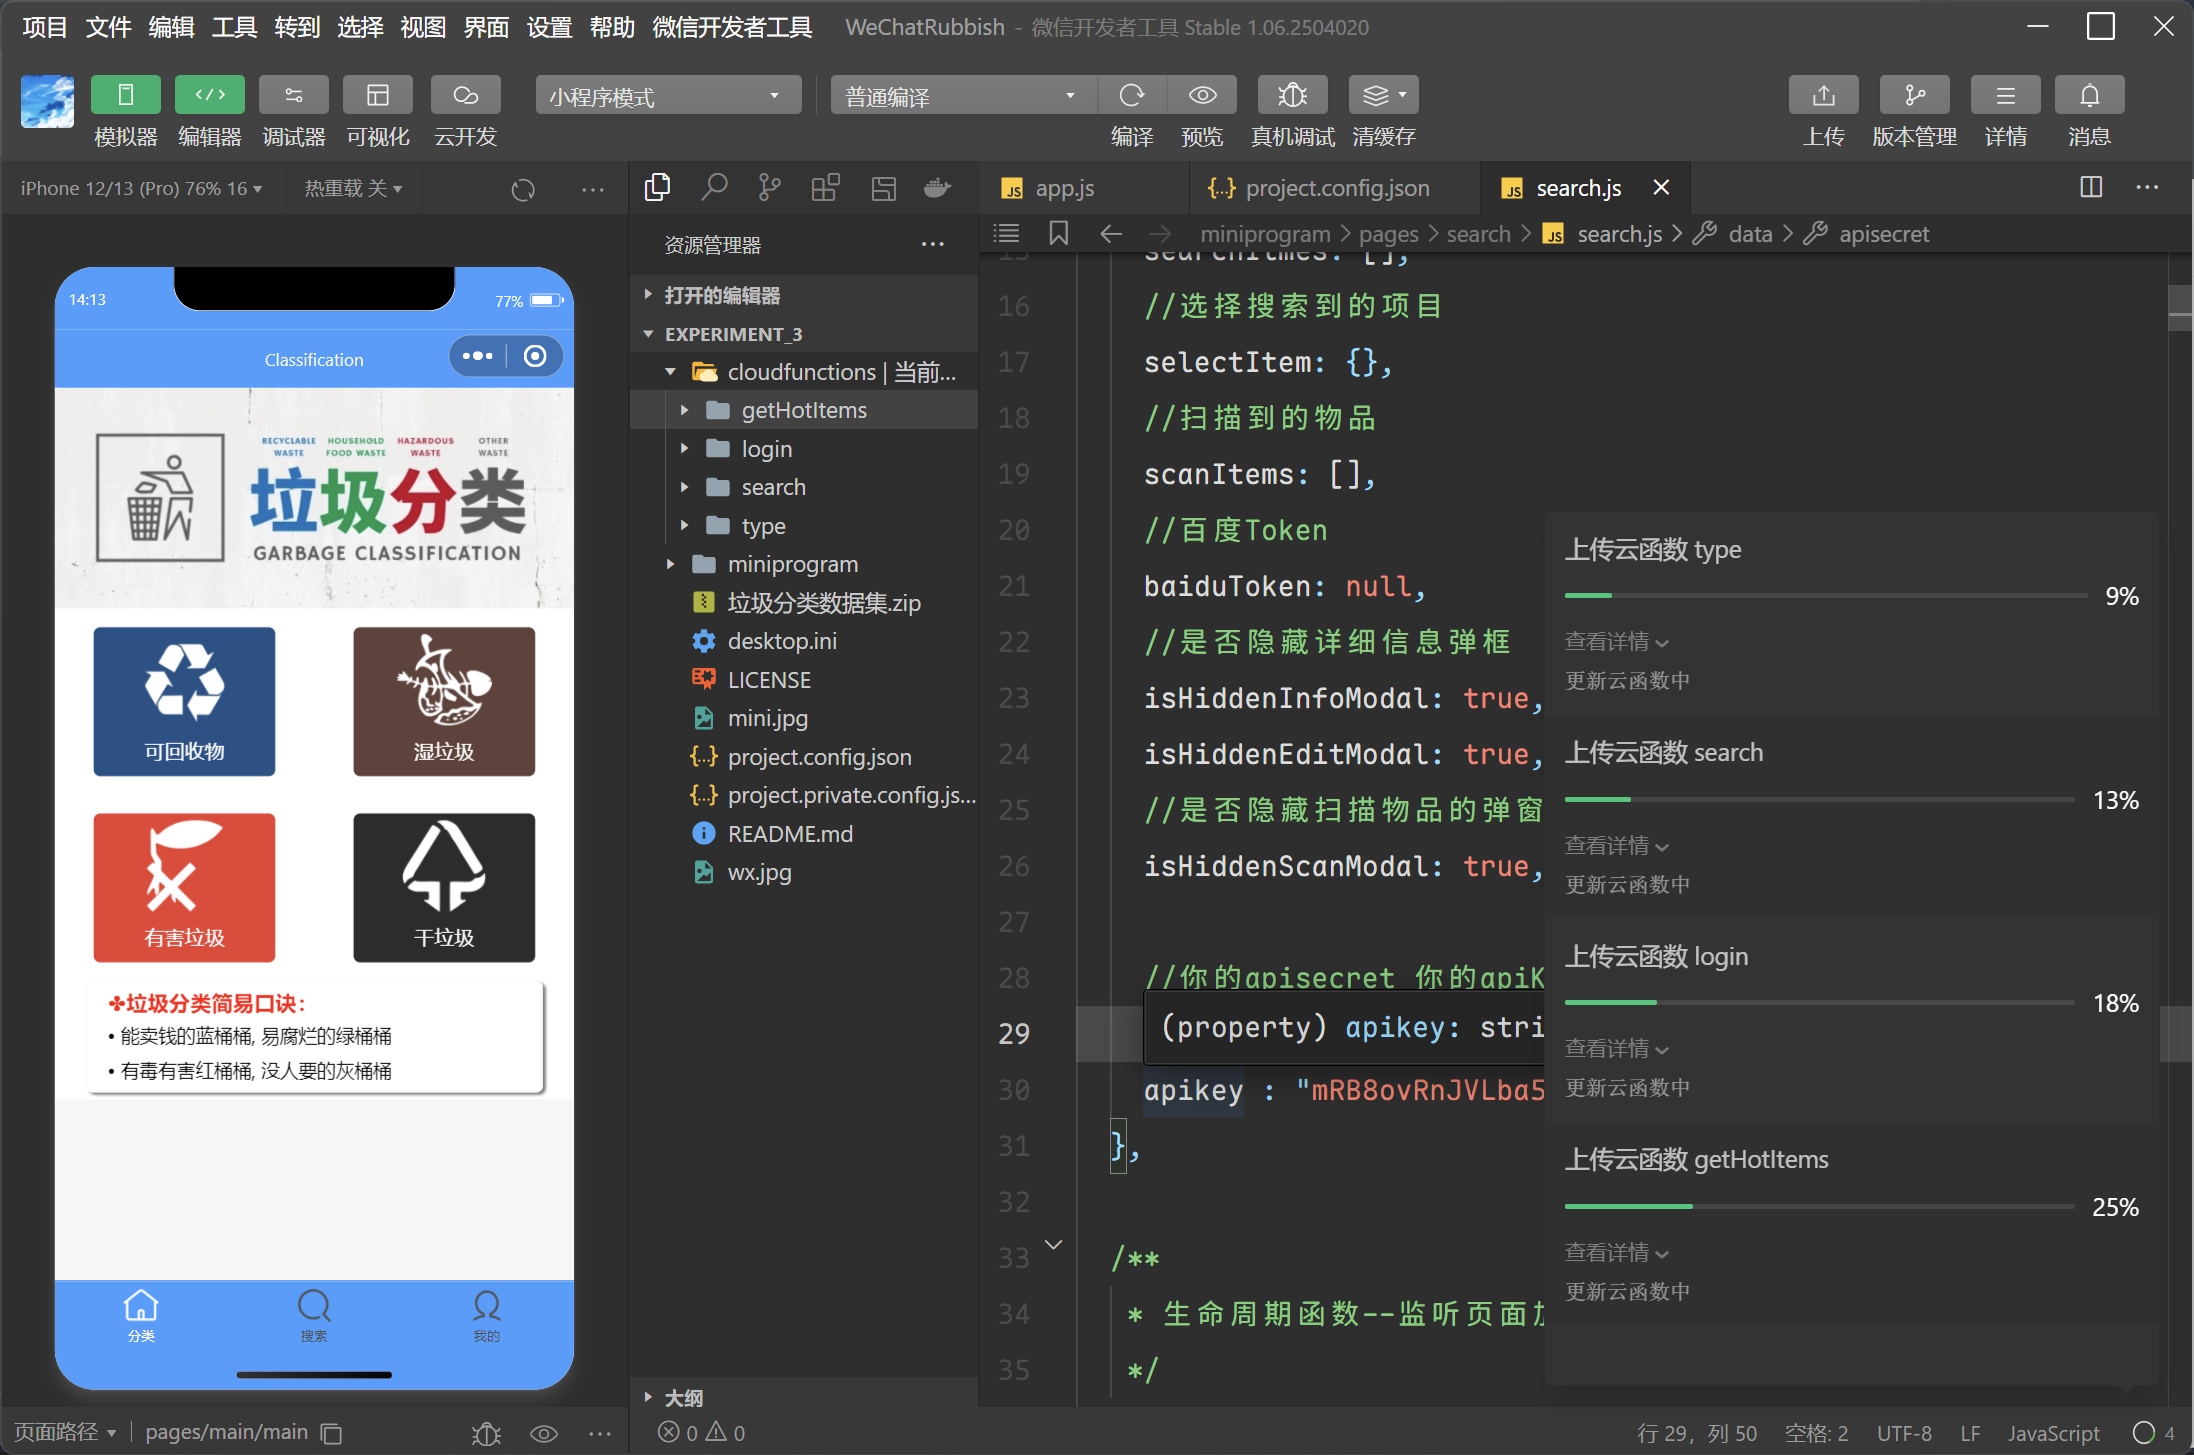 项目 文件 编辑 工具 转到 选择 视图 界面 设置 帮助 微信开发者工具 WeChatRubbish - 微信开发者工具 Stable 1.06.2504020
模拟器 编辑器 调试器 可视化 云开发
小程序模式
普通编译
编译 预览 真机调试 清缓存
上传 版本管理 详情 消息
iPhone 12/13 (Pro) 76% 16
热重载 关
14:13
77%
Classification
RECYCLABLE WASTE
HOUSEHOLD FOOD WASTE
HAZARDOUS WASTE
OTHER WASTE
垃圾分类
GARBAGE CLASSIFICATION
可回收物
湿垃圾
有害垃圾
干垃圾
✤垃圾分类简易口诀：
• 能卖钱的蓝桶桶, 易腐烂的绿桶桶
• 有毒有害红桶桶, 没人要的灰桶桶
分类
搜索
我的
页面路径
pages/main/main
资源管理器
打开的编辑器
EXPERIMENT_3
cloudfunctions | 当前...
getHotItems
login
search
type
miniprogram
垃圾分类数据集.zip
desktop.ini
LICENSE
mini.jpg
{..} project.config.json
{..} project.private.config.js...
README.md
wx.jpg
大纲
0 0
JS app.js
{..} project.config.json
JS search.js
miniprogram > pages > search > JS search.js > data > apisecret
15 searchItmes: [],
16 //选择搜索到的项目
17 selectItem: {},
18 //扫描到的物品
19 scanItems: [],
20 //百度Token
21 baiduToken: null,
22 //是否隐藏详细信息弹框
23 isHiddenInfoModal: true,
24 isHiddenEditModal: true,
25 //是否隐藏扫描物品的弹窗
26 isHiddenScanModal: true,
27
28 //你的apisecret 你的apiK
29
(property) apikey: stri
30 apikey : "mRB8ovRnJVLba5
31 },
32
33 /**
34 * 生命周期函数--监听页面加
35 */
上传云函数 type
9%
查看详情
更新云函数中
上传云函数 search
13%
查看详情
更新云函数中
上传云函数 login
18%
查看详情
更新云函数中
上传云函数 getHotItems
25%
查看详情
更新云函数中
行 29，列 50 空格: 2 UTF-8 LF JavaScript 4